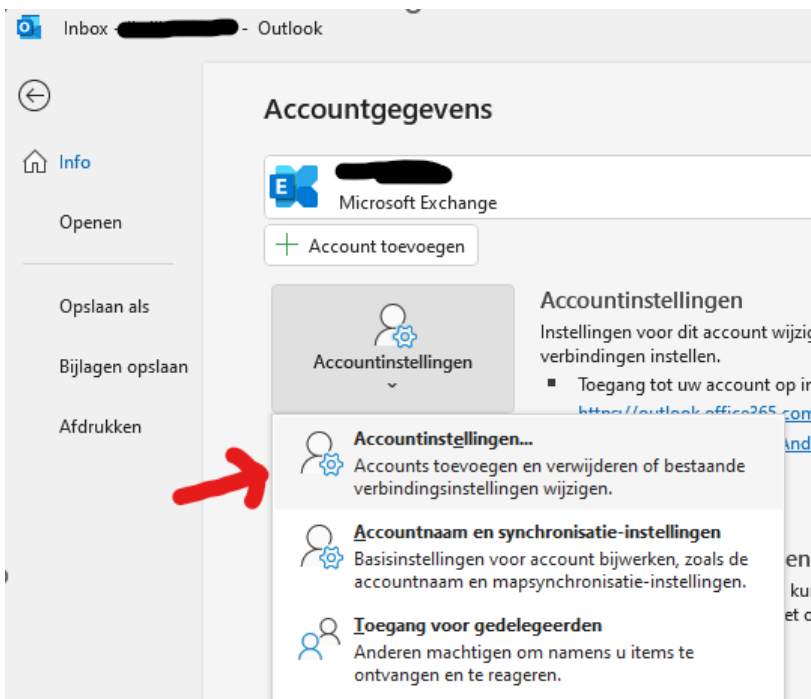 Inbox - - Outlook
Accountgegevens
Info
Microsoft Exchange
Openen
Account toevoegen
Opslaan als
Bijlagen opslaan
Afdrukken
Accountinstellingen
Accountinstellingen
Instellingen voor dit account
verbindingen instellen.
▪ Toegang tot uw account op
Accountinstellingen...
Accounts toevoegen en verwijderen of bestaande
verbindingsinstellingen wijzigen.
Accountnaam en synchronisatie-instellingen
Basisinstellingen voor account bijwerken, zoals de
accountnaam en mapsynchronisatie-instellingen.
Toegang voor gedelegeerden
Anderen machtigen om namens u items te
ontvangen en te reageren.